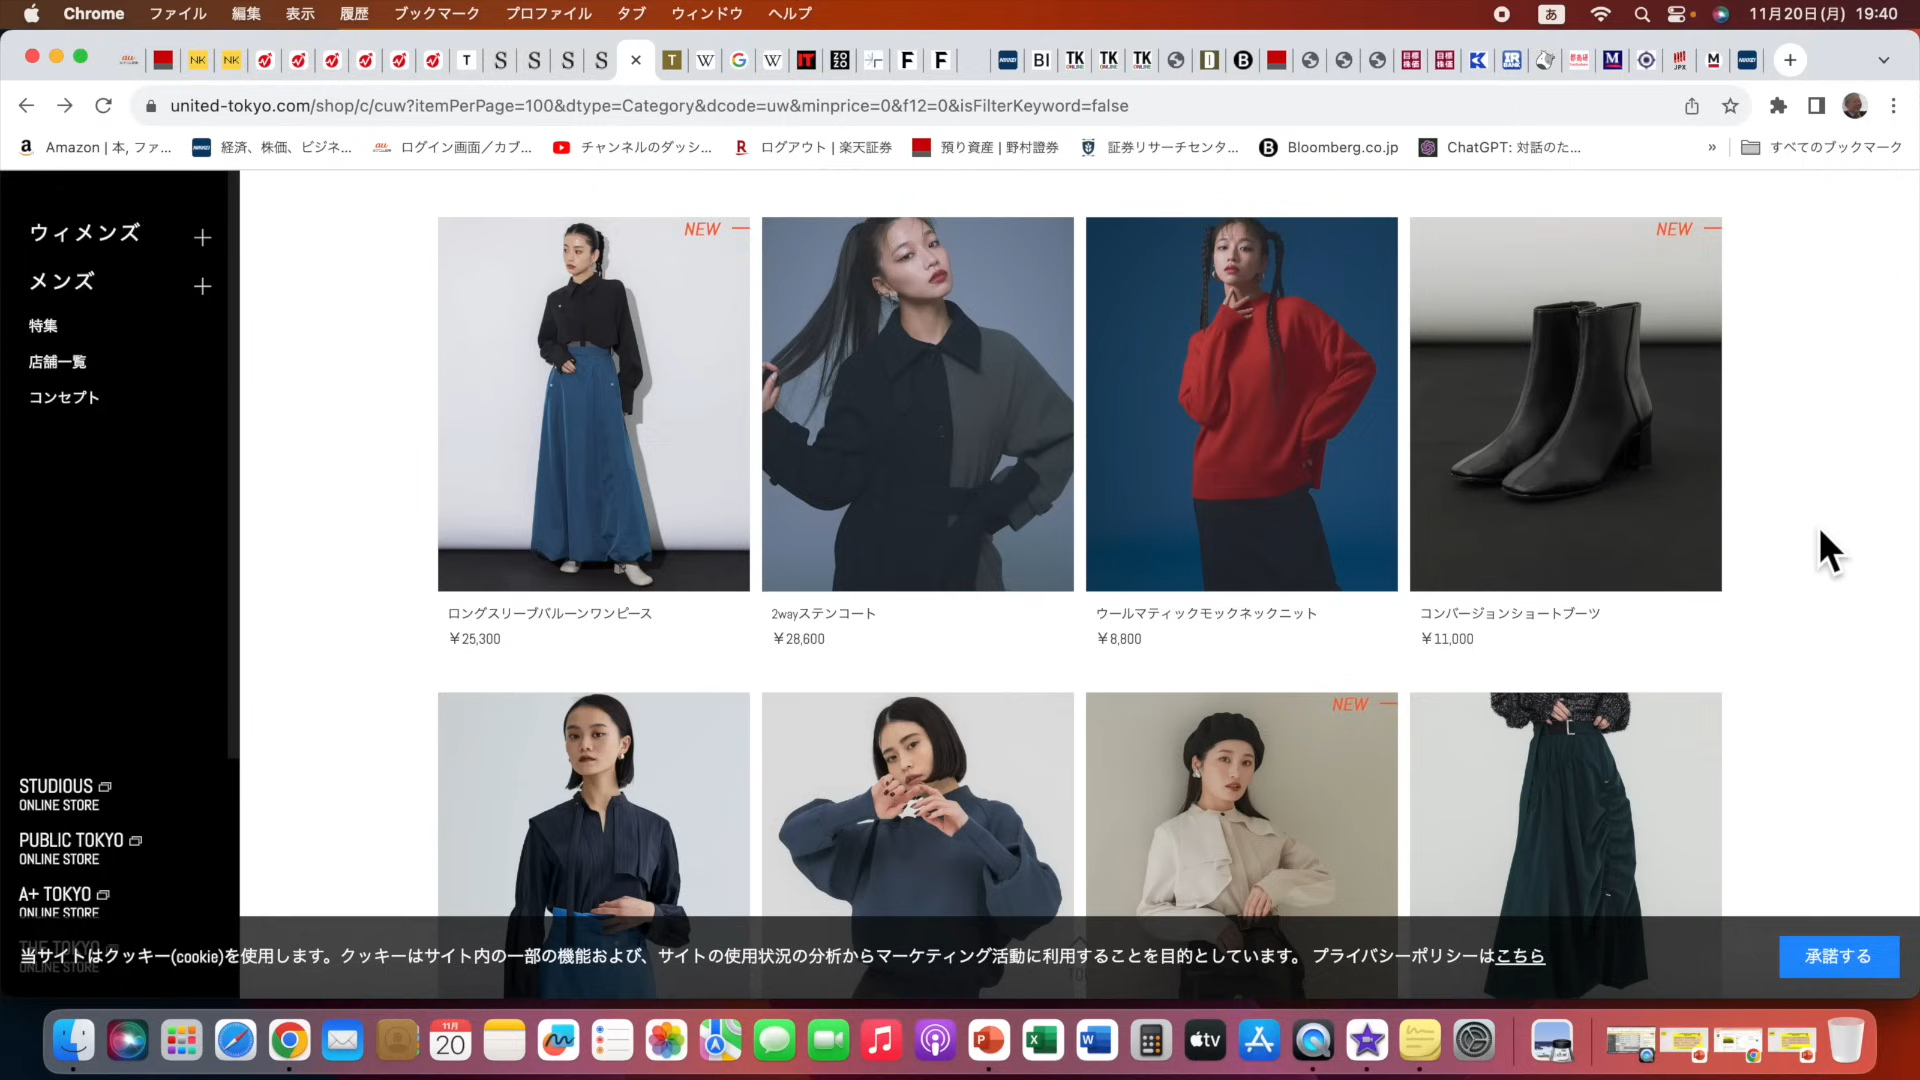 Chrome ファイル 編集 表示 履歴 ブックマーク プロファイル タブ ウィンドウ ヘルプ あ 11月20日(月) 19:40
united-tokyo.com/shop/c/cuw?itemPerPage=100&dtype=Category&dcode=uw&minprice=0&f12=0&isFilterKeyword=false
Amazon | 本, ファ... 経済、株価、ビジネ... ログイン画面／カブ... チャンネルのダッシ... ログアウト | 楽天証券 預り資産 | 野村證券 証券リサーチセンタ... Bloomberg.co.jp ChatGPT: 対話のた... » すべてのブックマーク
ウィメンズ
メンズ
特集
店舗一覧
コンセプト
STUDIOUS
ONLINE STORE
PUBLIC TOKYO
ONLINE STORE
A+ TOKYO
ONLINE STORE
THE TOKYO
ONLINE STORE
NEW
NEW
ロングスリーブバルーンワンピース
￥25,300
2wayステンコート
￥28,600
ウールマティックモックネックニット
￥8,800
コンバージョンショートブーツ
￥11,000
NEW
当サイトはクッキー(cookie)を使用します。クッキーはサイト内の一部の機能および、サイトの使用状況の分析からマーケティング活動に利用することを目的としています。 プライバシーポリシーはこちら
承諾する
11月
20
tv